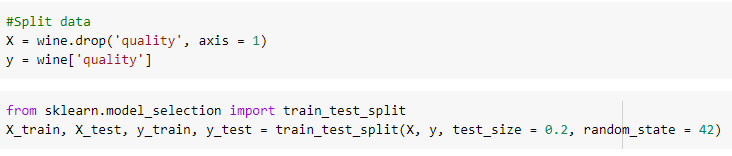 #Split data
X = wine.drop('quality', axis = 1)
y = wine['quality']
from sklearn.model_selection import train_test_split
X_train, X_test, y_train, y_test = train_test_split(X, y, test_size = 0.2, random_state = 42)